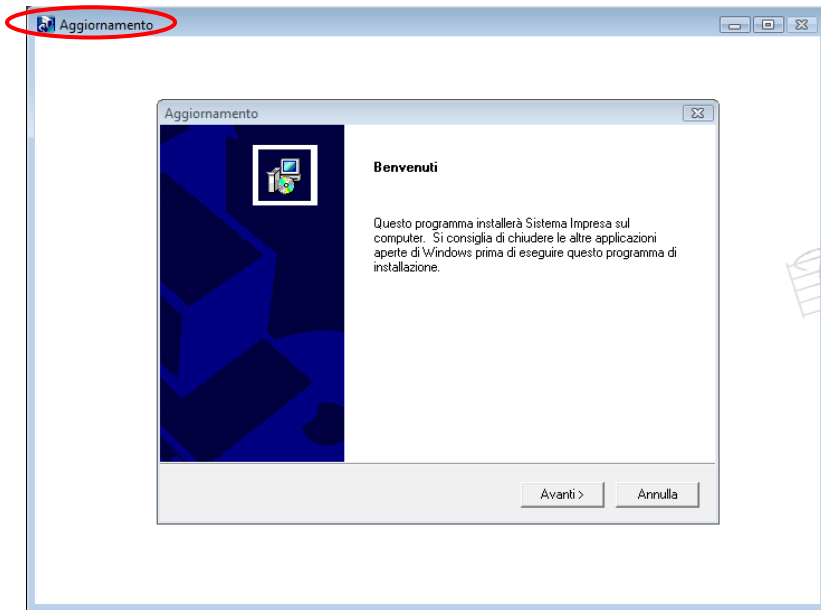 Aggiornamento
Aggiornamento
Benvenuti
Questo programma installerà Sistema Impresa sul
computer. Si consiglia di chiudere le altre applicazioni
aperte di Windows prima di eseguire questo programma di
installazione.
Avanti >
Annulla